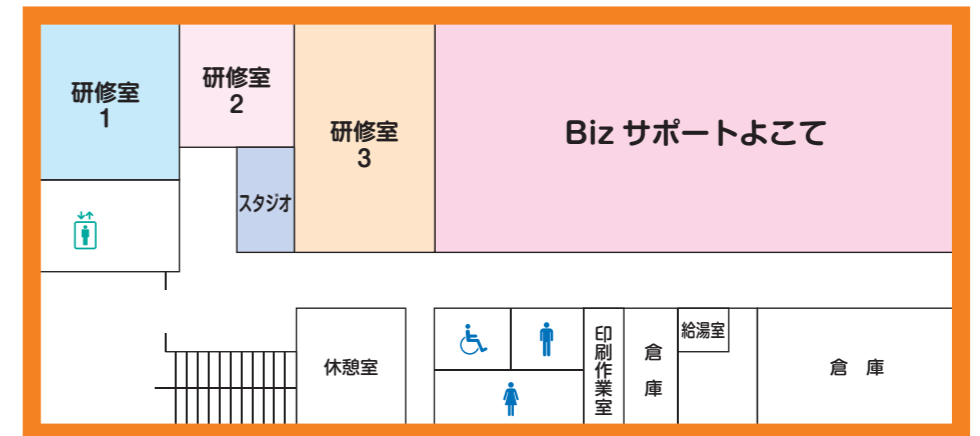 研修室
1
研修室
2
研修室
3
Biz サポートよこて
スタジオ
休憩室
印刷作業室
倉庫
給湯室
倉 庫